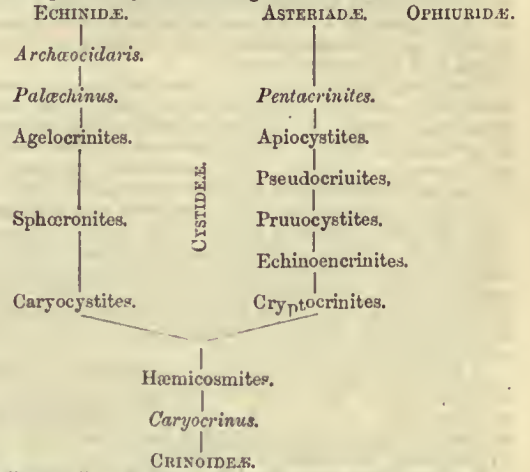 ECHINIDÆ. ASTERIADÆ. OPHIURIDÆ.
Archæocidaris.
Palæchinus. Pentacrinites.
Agelocrinites. Apiocystites.
Pseudocriuites,
CYSTIDEÆ.
Sphœronites. Pruuocystites.
Echinoencrinites.
Caryocystites. Cryptocrinites.
Hæmicosmites.
Caryocrinus.
CRINOIDEÆ.